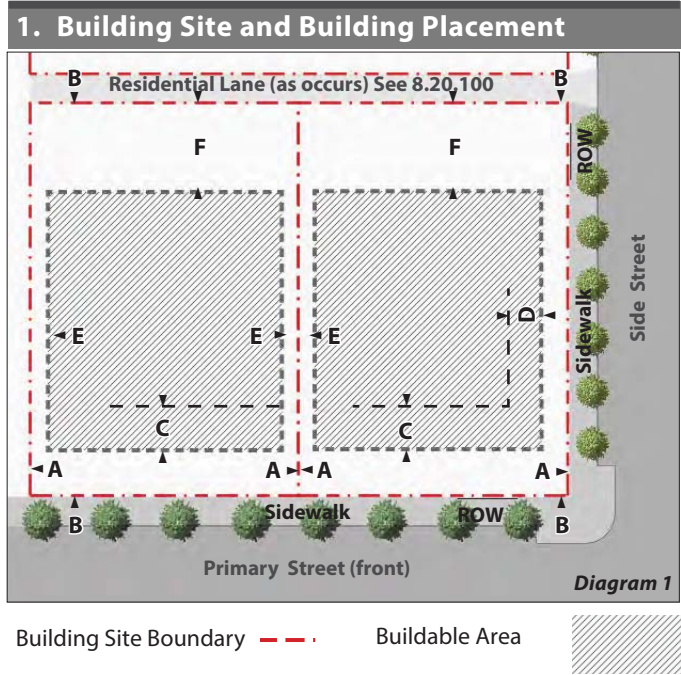 1. Building Site and Building Placement
B
Residential Lane (as occurs) See 8.20.100
B
F
F
ROW
Side Street
Sidewalk
E
E
E
D
C
C
A
A
A
A
B
Sidewalk
ROW
B
Primary Street (front)
Diagram 1
Building Site Boundary
Buildable Area